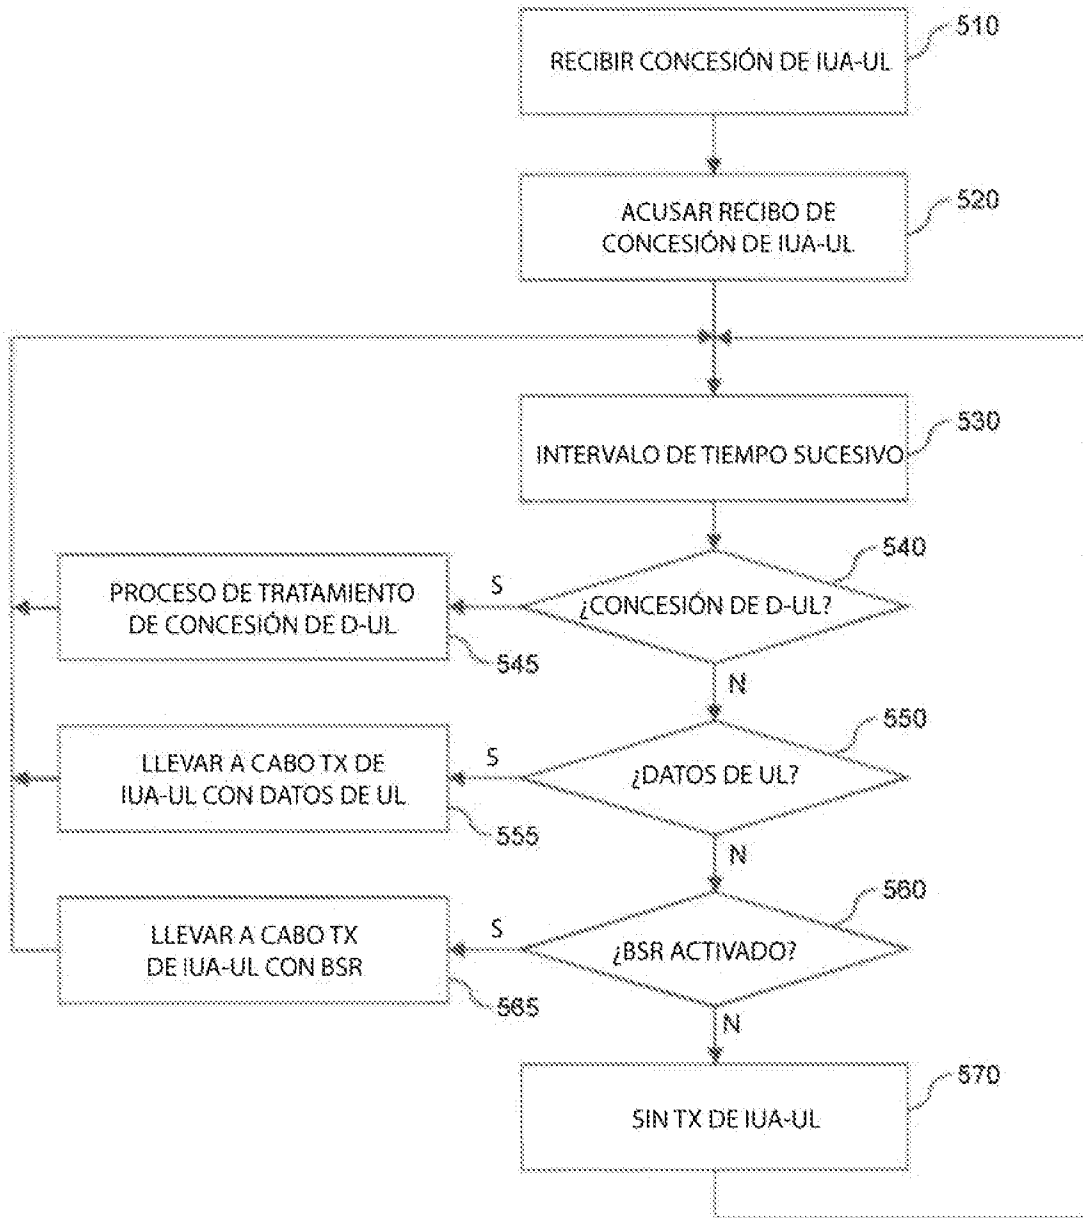 510
RECIBIR CONCESIÓN DE IUA-UL
520
ACUSAR RECIBO DE
CONCESIÓN DE IUA-UL
530
INTERVALO DE TIEMPO SUCESIVO
540
¿CONCESIÓN DE D-UL?
S
PROCESO DE TRATAMIENTO
DE CONCESIÓN DE D-UL
545
N
550
¿DATOS DE UL?
S
LLEVAR A CABO TX DE
IUA-UL CON DATOS DE UL
555
N
560
¿BSR ACTIVADO?
S
LLEVAR A CABO TX
DE IUA-UL CON BSR
565
N
570
SIN TX DE IUA-UL